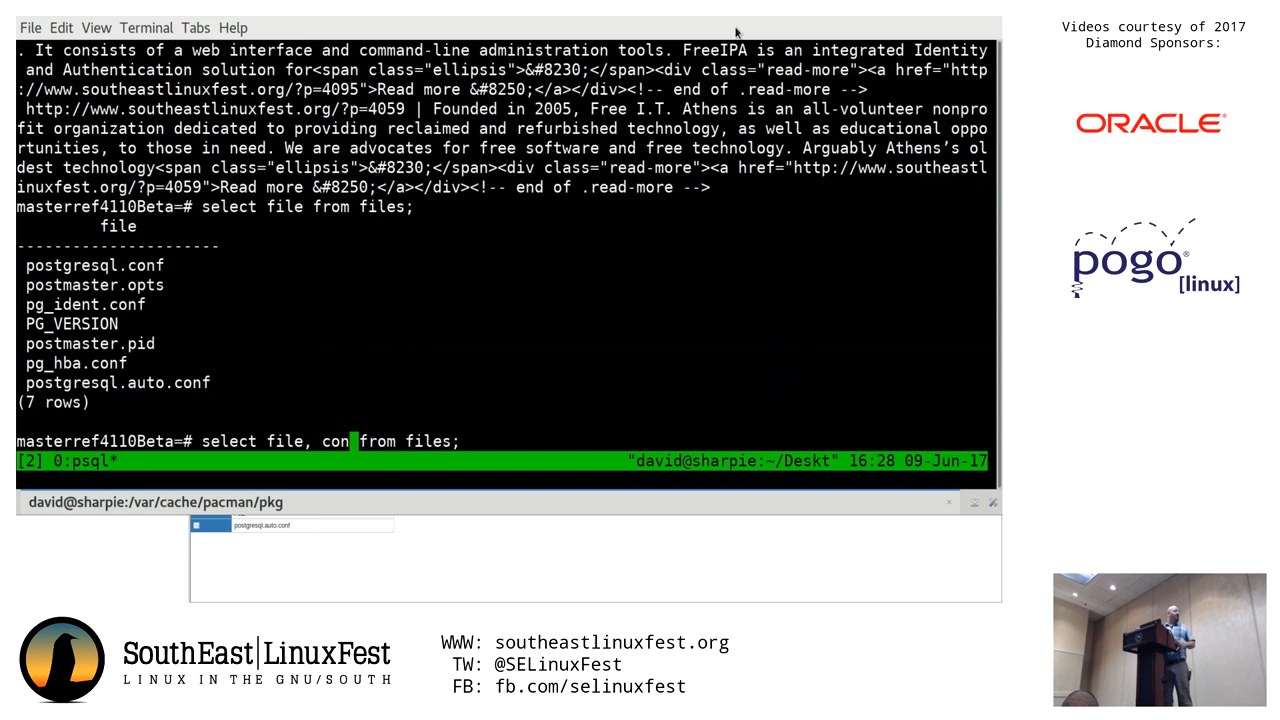 File Edit View Terminal Tabs Help
. It consists of a web interface and command-line administration tools. FreeIPA is an integrated Identity
and Authentication solution for<span class="ellipsis">&#8230;</span><div class="read-more"><a href="http
://www.southeastlinuxfest.org/?p=4095">Read more &#8250;</a></div><!-- end of .read-more -->
http://www.southeastlinuxfest.org/?p=4059 | Founded in 2005, Free I.T. Athens is an all-volunteer nonpro
fit organization dedicated to providing reclaimed and refurbished technology, as well as educational oppo
rtunities, to those in need. We are advocates for free software and free technology. Arguably Athens’s ol
dest technology<span class="ellipsis">&#8230;</span><div class="read-more"><a href="http://www.southeastl
inuxfest.org/?p=4059">Read more &#8250;</a></div><!-- end of .read-more -->
masterref4110Beta=# select file from files;
file
----------------------
postgresql.conf
postmaster.opts
pg_ident.conf
PG_VERSION
postmaster.pid
pg_hba.conf
postgresql.auto.conf
(7 rows)
masterref4110Beta=# select file, con from files;
[2] 0:psql* "david@sharpie:~/Deskt" 16:28 09-Jun-17
david@sharpie:/var/cache/pacman/pkg
postgresql.auto.conf
Videos courtesy of 2017
Diamond Sponsors:
ORACLE®
pogo®
[linux]
SouthEast|LinuxFest
LINUX IN THE GNU/SOUTH
WWW: southeastlinuxfest.org
TW: @SELinuxFest
FB: fb.com/selinuxfest